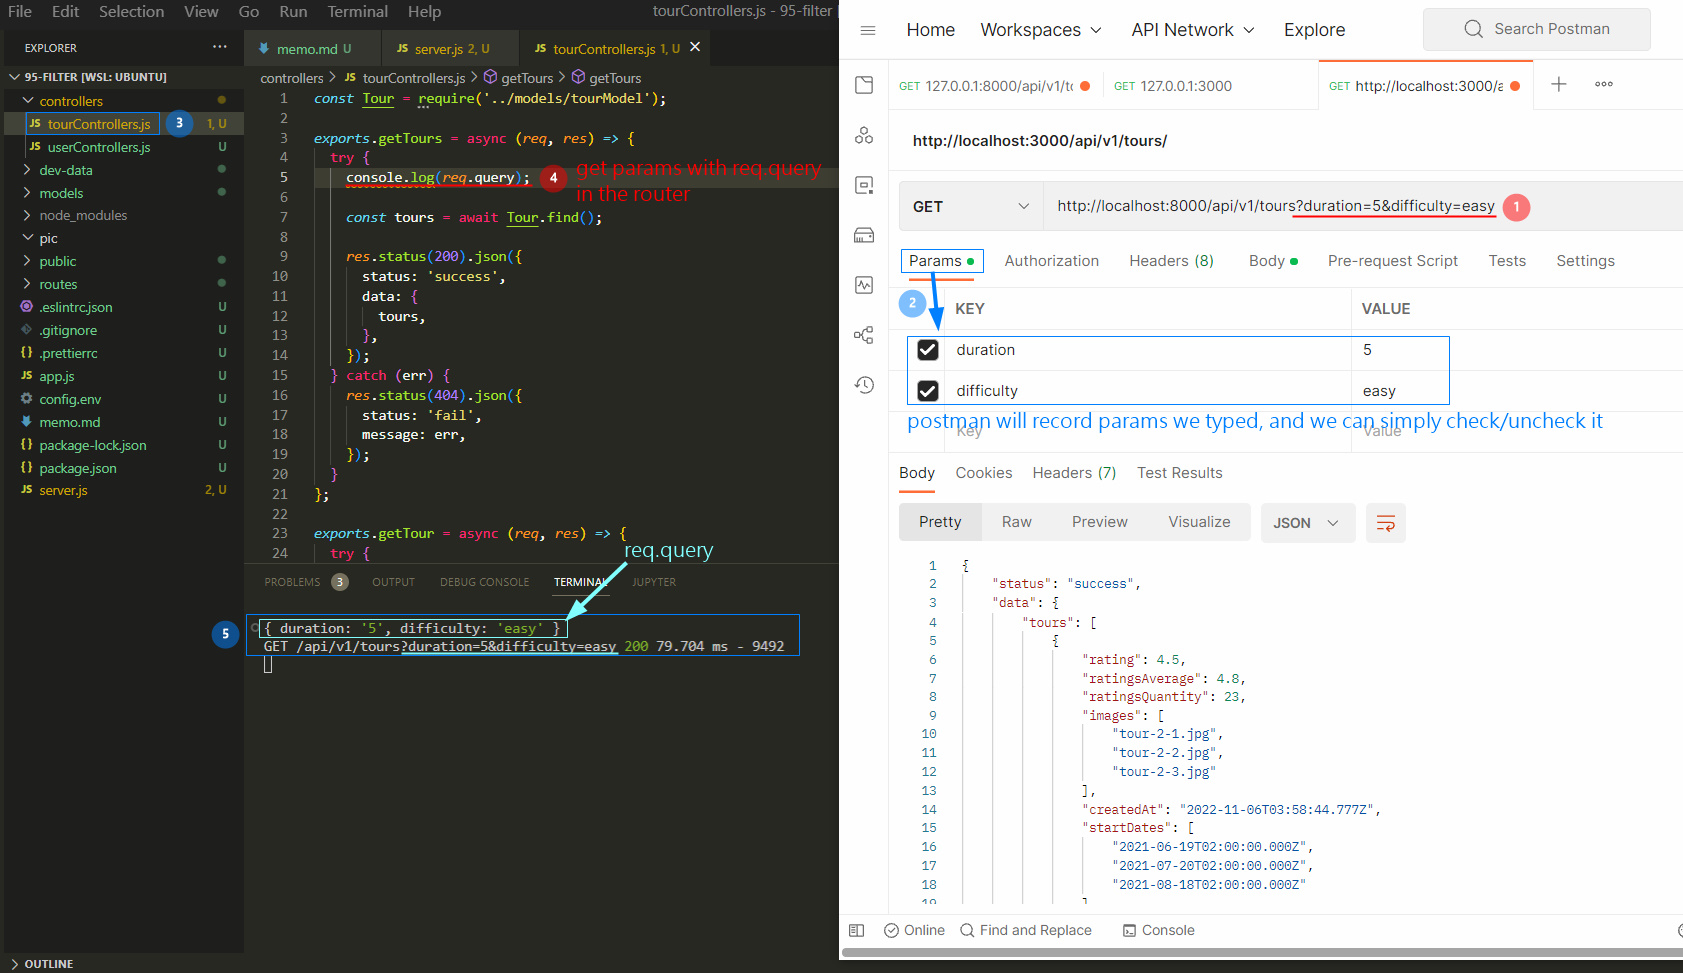 File Edit Selection View Go Run Terminal Help
tourControllers.js - 95-filter
EXPLORER ···
95-FILTER [WSL: UBUNTU]
controllers
JS tourControllers.js 3 1, U
JS userControllers.js U
dev-data
models
node_modules
pic
public
routes
.eslintrc.json U
.gitignore U
{} .prettierrc U
JS app.js U
config.env U
memo.md U
{} package-lock.json U
{} package.json U
JS server.js 2, U
OUTLINE
memo.md U
JS server.js 2, U
JS tourControllers.js 1, U ×
controllers > JS tourControllers.js > getTours > getTours
1 const Tour = require('../models/tourModel');
2
3 exports.getTours = async (req, res) => {
4 try {
5 console.log(req.query);
4 get params with req.query
in the router
6
7 const tours = await Tour.find();
8
9 res.status(200).json({
10 status: 'success',
11 data: {
12 tours,
13 },
14 });
15 } catch (err) {
16 res.status(404).json({
17 status: 'fail',
18 message: err,
19 });
20 }
21 };
22
23 exports.getTour = async (req, res) => {
24 try {
req.query
PROBLEMS 3 OUTPUT DEBUG CONSOLE TERMINAL JUPYTER
5
{ duration: '5', difficulty: 'easy' }
GET /api/v1/tours?duration=5&difficulty=easy 200 79.704 ms - 9492
Home Workspaces API Network Explore
Search Postman
GET 127.0.0.1:8000/api/v1/to
GET 127.0.0.1:3000
GET http://localhost:3000/a
http://localhost:3000/api/v1/tours/
GET http://localhost:8000/api/v1/tours?duration=5&difficulty=easy 1
Params Authorization Headers (8) Body Pre-request Script Tests Settings
2
KEY VALUE
duration 5
difficulty easy
postman will record params we typed, and we can simply check/uncheck it
Key Value
Body Cookies Headers (7) Test Results
Pretty Raw Preview Visualize JSON
1 {
2 "status": "success",
3 "data": {
4 "tours": [
5 {
6 "rating": 4.5,
7 "ratingsAverage": 4.8,
8 "ratingsQuantity": 23,
9 "images": [
10 "tour-2-1.jpg",
11 "tour-2-2.jpg",
12 "tour-2-3.jpg"
13 ],
14 "createdAt": "2022-11-06T03:58:44.777Z",
15 "startDates": [
16 "2021-06-19T02:00:00.000Z",
17 "2021-07-20T02:00:00.000Z",
18 "2021-08-18T02:00:00.000Z"
19 ]
Online Find and Replace Console